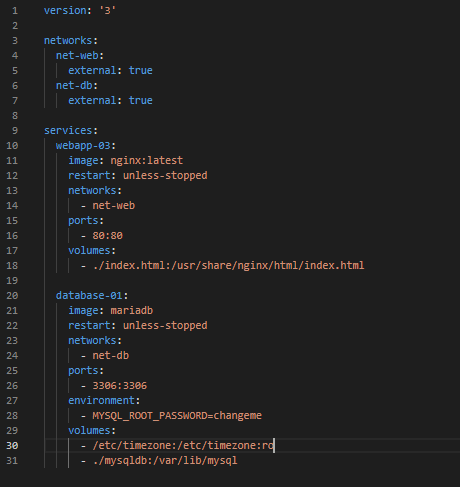 1 version: '3'
2
3 networks:
4   net-web:
5     external: true
6   net-db:
7     external: true
8
9 services:
10   webapp-03:
11     image: nginx:latest
12     restart: unless-stopped
13     networks:
14       - net-web
15     ports:
16       - 80:80
17     volumes:
18       - ./index.html:/usr/share/nginx/html/index.html
19
20   database-01:
21     image: mariadb
22     restart: unless-stopped
23     networks:
24       - net-db
25     ports:
26       - 3306:3306
27     environment:
28       - MYSQL_ROOT_PASSWORD=changeme
29     volumes:
30       - /etc/timezone:/etc/timezone:ro
31       - ./mysqldb:/var/lib/mysql